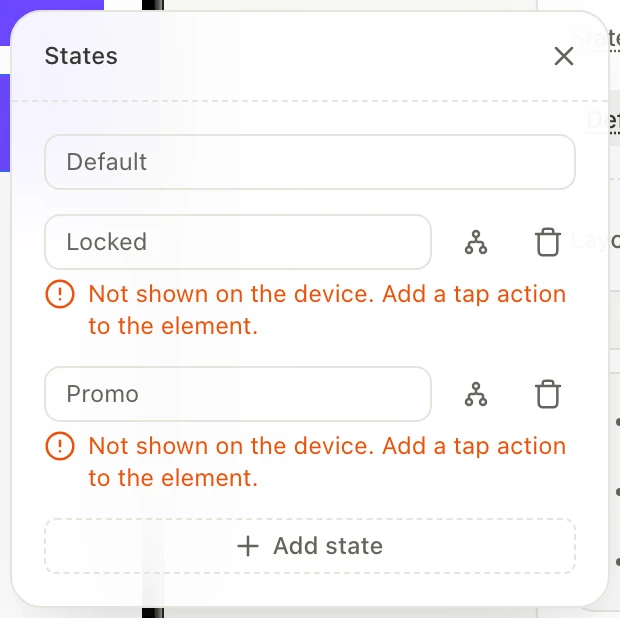 States
Default
Locked
Not shown on the device. Add a tap action
to the element.
Promo
Not shown on the device. Add a tap action
to the element.
Add state